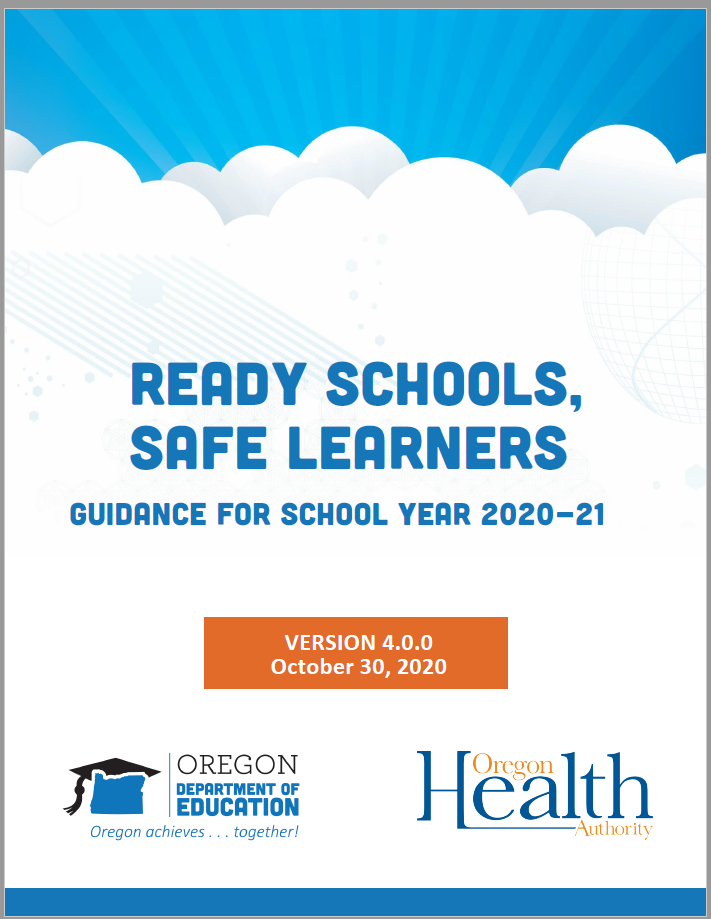 READY SCHOOLS,
SAFE LEARNERS
GUIDANCE FOR SCHOOL YEAR 2020–21
VERSION 4.0.0
October 30, 2020
OREGON
DEPARTMENT OF
EDUCATION
Oregon achieves . . . together!
Oregon
Health
Authority